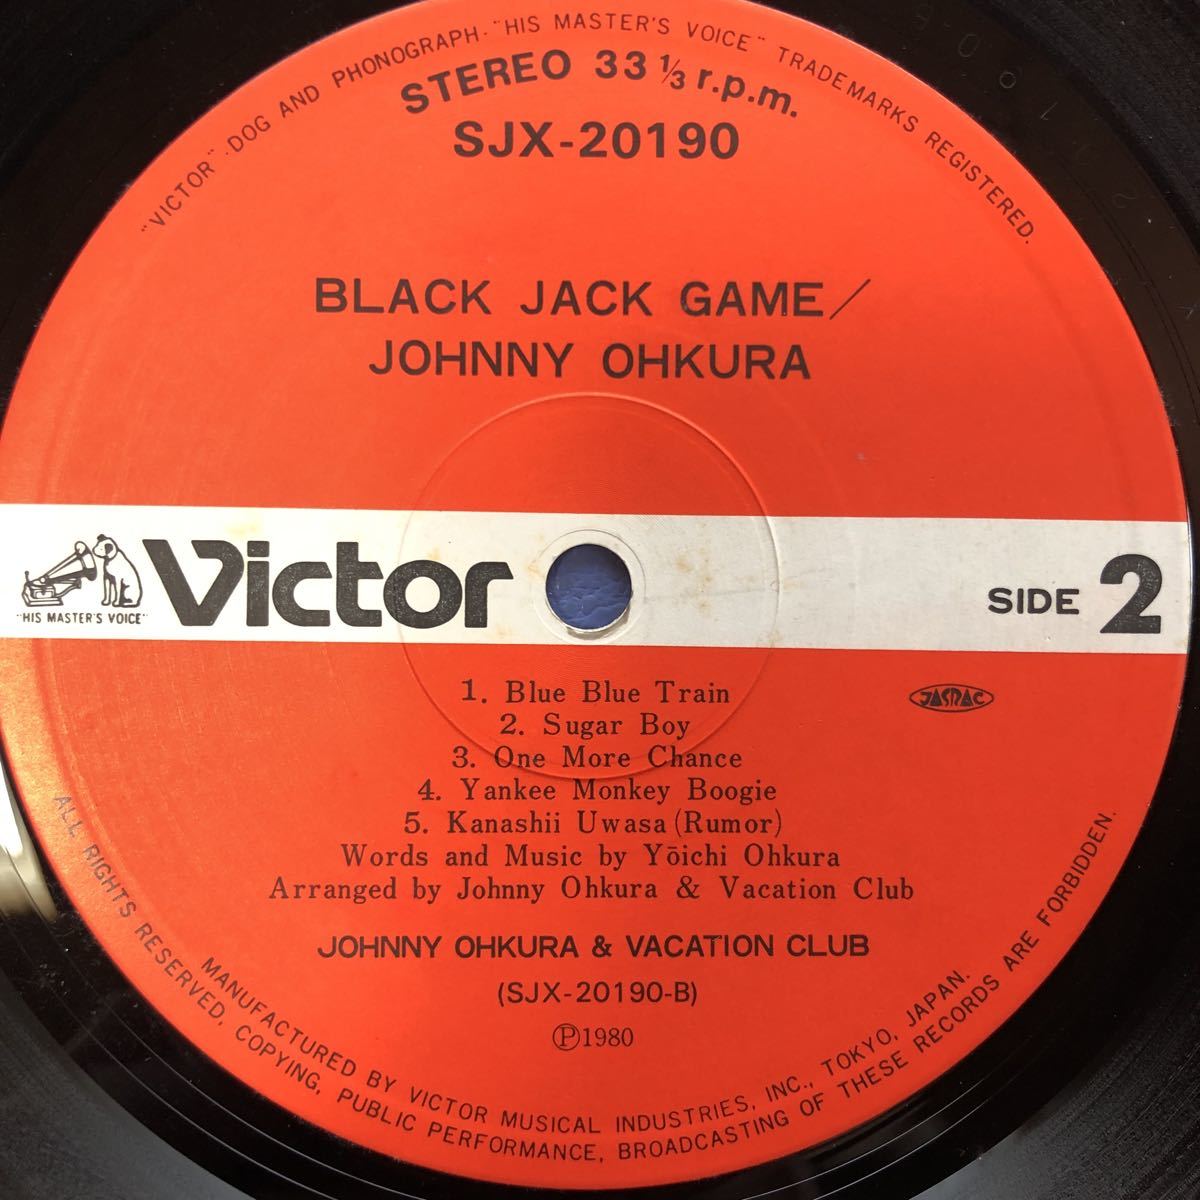 "VICTOR"·DOG AND PHONOGRAPH·"HIS MASTER'S VOICE" TRADEMARKS REGISTERED.
STEREO 33 1/3 r.p.m.
SJX-20190
BLACK JACK GAME/
JOHNNY OHKURA
"HIS MASTER'S VOICE"
Victor
SIDE 2
1. Blue Blue Train
JASRAC
2. Sugar Boy
3. One More Chance
4. Yankee Monkey Boogie
5. Kanashii Uwasa (Rumor)
Words and Music by Yōichi Ohkura
Arranged by Johnny Ohkura & Vacation Club
JOHNNY OHKURA & VACATION CLUB
(SJX-20190-B)
Ⓟ1980
MANUFACTURED BY VICTOR MUSICAL INDUSTRIES, INC., TOKYO, JAPAN.
ALL RIGHTS RESERVED, COPYING, PUBLIC PERFORMANCE, BROADCASTING OF THESE RECORDS ARE FORBIDDEN.